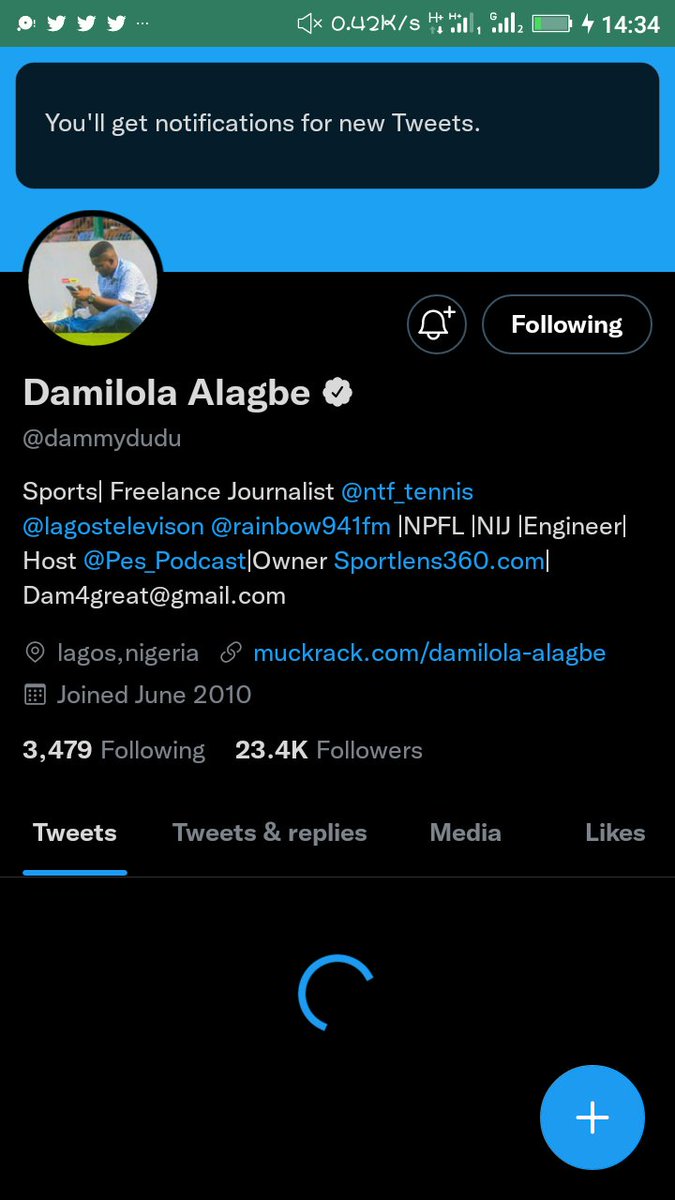 0.42K/s H+ H+ 1 G 2 14:34
You'll get notifications for new Tweets.
Following
Damilola Alagbe
@dammydudu
Sports| Freelance Journalist @ntf_tennis
@lagostelevison @rainbow941fm |NPFL |NIJ |Engineer|
Host @Pes_Podcast|Owner Sportlens360.com|
Dam4great@gmail.com
lagos,nigeria muckrack.com/damilola-alagbe
Joined June 2010
3,479 Following 23.4K Followers
Tweets Tweets & replies Media Likes